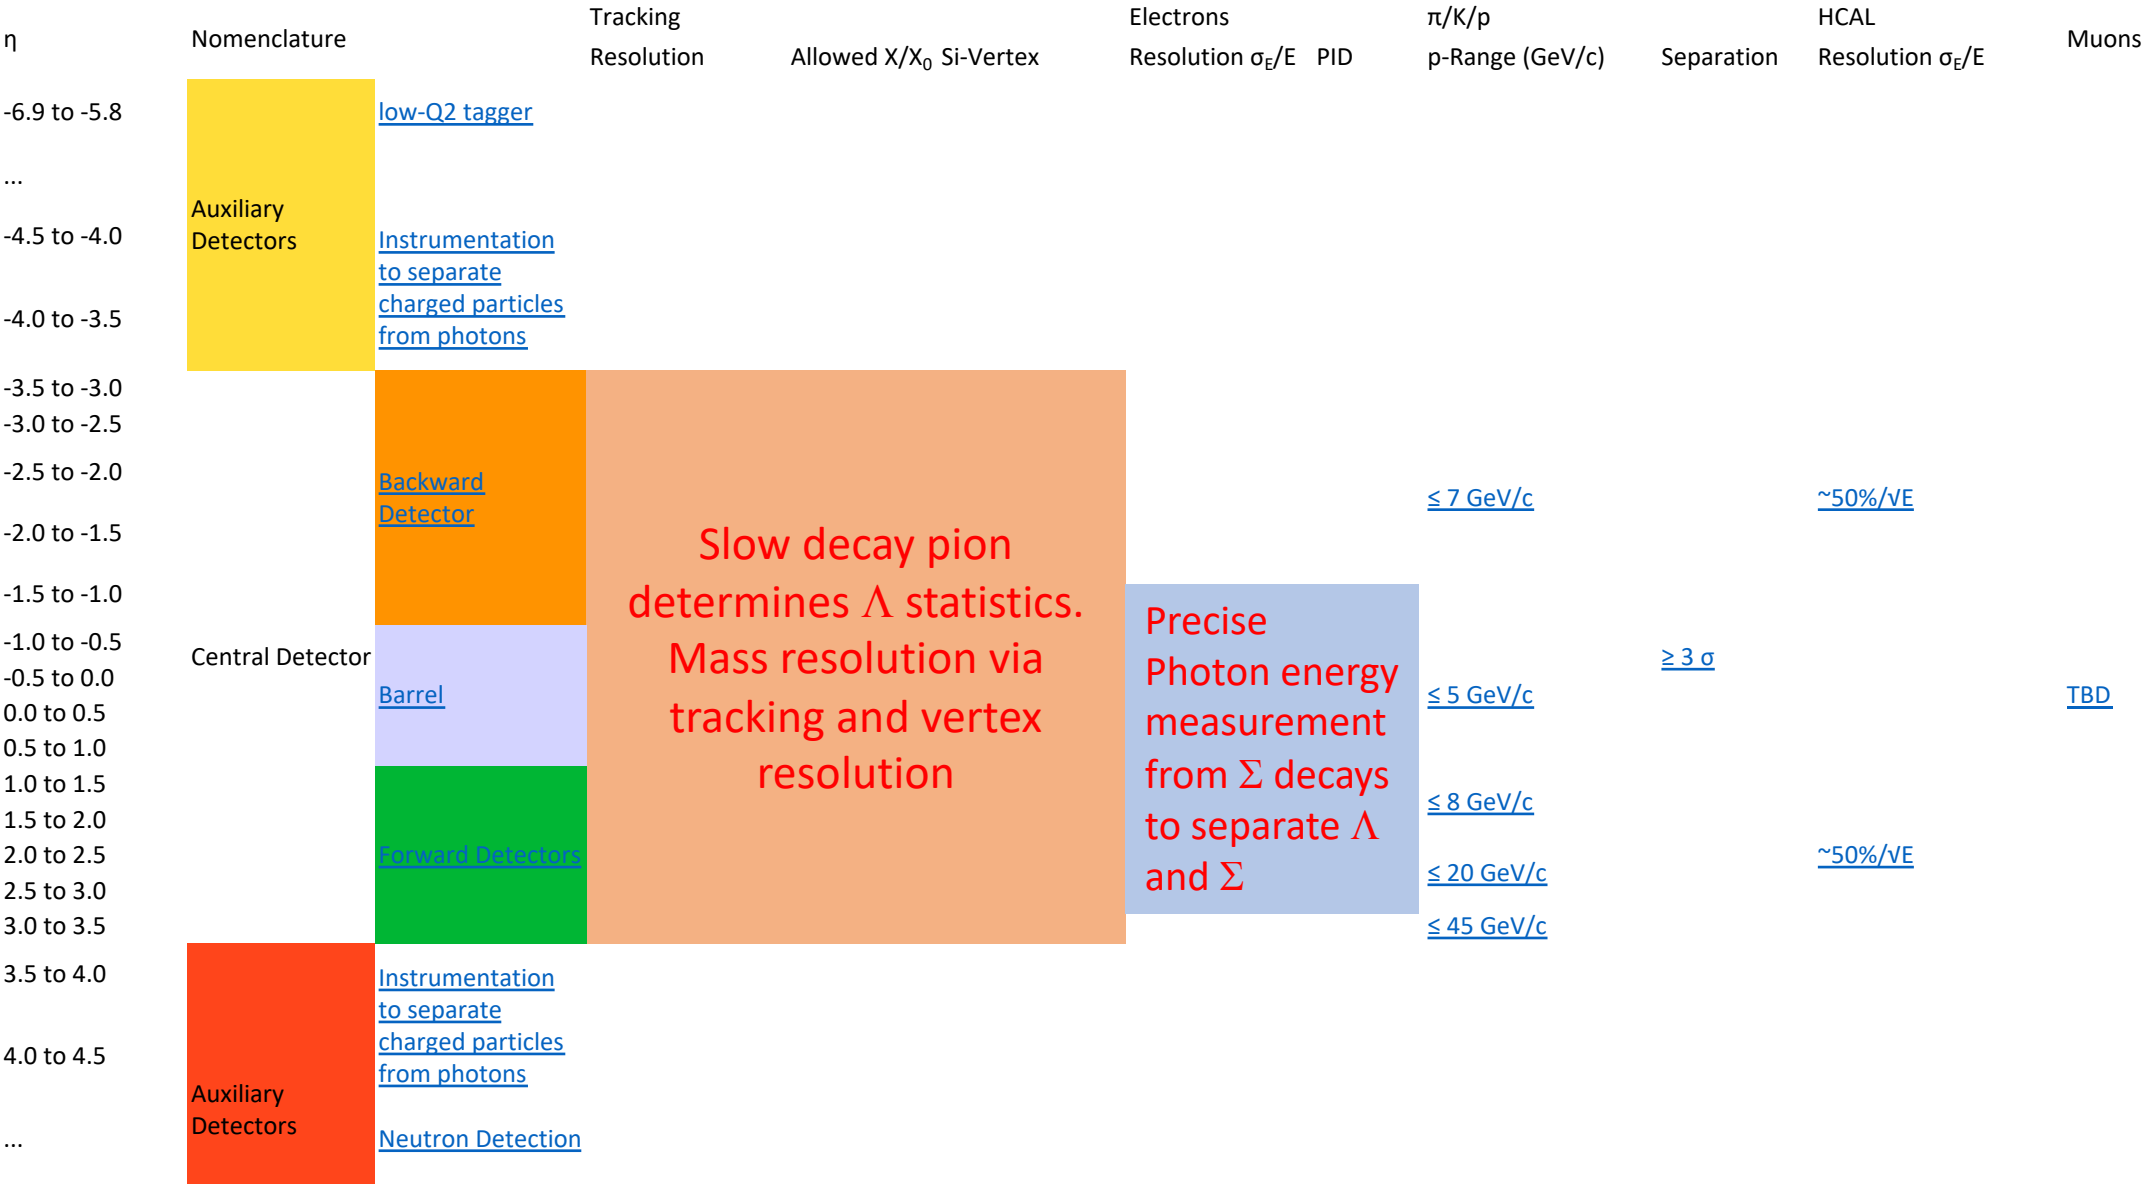 Tracking
Electrons
π/K/p
HCAL
η
Nomenclature
Muons
Resolution
Allowed X/X₀ Si-Vertex
Resolution σE/E PID
p-Range (GeV/c)
Separation
Resolution σE/E
-6.9 to -5.8
low-Q2 tagger
...
Auxiliary
Detectors
-4.5 to -4.0
Instrumentation
to separate
charged particles
from photons
-4.0 to -3.5
-3.5 to -3.0
-3.0 to -2.5
-2.5 to -2.0
Backward
Detector
≤ 7 GeV/c
~50%/√E
-2.0 to -1.5
Slow decay pion
determines Λ statistics.
Mass resolution via
tracking and vertex
resolution
-1.5 to -1.0
Precise
Photon energy
measurement
from Σ decays
to separate Λ
and Σ
-1.0 to -0.5
Central Detector
≥ 3 σ
-0.5 to 0.0
Barrel
≤ 5 GeV/c
TBD
0.0 to 0.5
0.5 to 1.0
1.0 to 1.5
≤ 8 GeV/c
1.5 to 2.0
2.0 to 2.5
Forward Detectors
~50%/√E
≤ 20 GeV/c
2.5 to 3.0
3.0 to 3.5
≤ 45 GeV/c
3.5 to 4.0
Instrumentation
to separate
charged particles
from photons
4.0 to 4.5
Auxiliary
Detectors
...
Neutron Detection